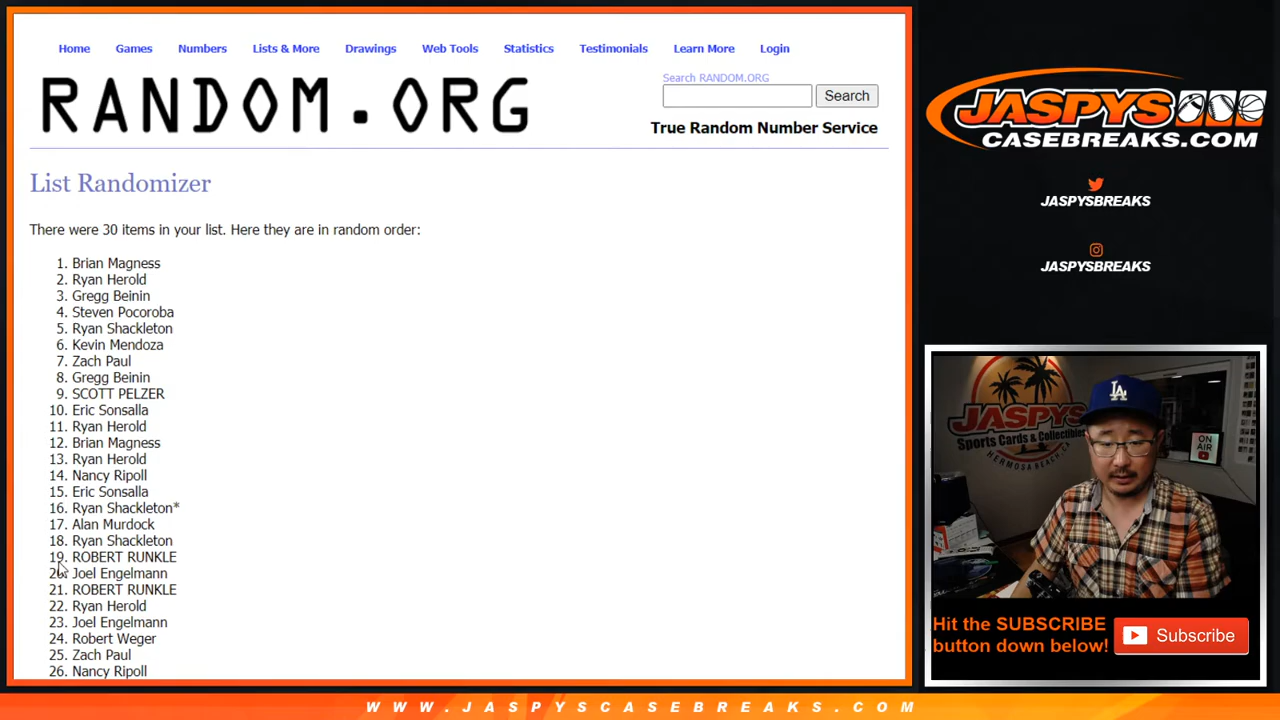 Home Games Numbers Lists & More Drawings Web Tools Statistics Testimonials Learn More Login
RANDOM.ORG
Search RANDOM.ORG
Search
True Random Number Service
List Randomizer
There were 30 items in your list. Here they are in random order:
1. Brian Magness
2. Ryan Herold
3. Gregg Beinin
4. Steven Pocoroba
5. Ryan Shackleton
6. Kevin Mendoza
7. Zach Paul
8. Gregg Beinin
9. SCOTT PELZER
10. Eric Sonsalla
11. Ryan Herold
12. Brian Magness
13. Ryan Herold
14. Nancy Ripoll
15. Eric Sonsalla
16. Ryan Shackleton*
17. Alan Murdock
18. Ryan Shackleton
19. ROBERT RUNKLE
20. Joel Engelmann
21. ROBERT RUNKLE
22. Ryan Herold
23. Joel Engelmann
24. Robert Weger
25. Zach Paul
26. Nancy Ripoll
JASPYS
CASEBREAKS.COM
JASPYSBREAKS
JASPYSBREAKS
JASPYS
Sports Cards & Collectibles
HERMOSA BEACH, CA
LA
ON
AIR
Hit the SUBSCRIBE
button down below!
Subscribe
WWW.JASPYSCASEBREAKS.COM